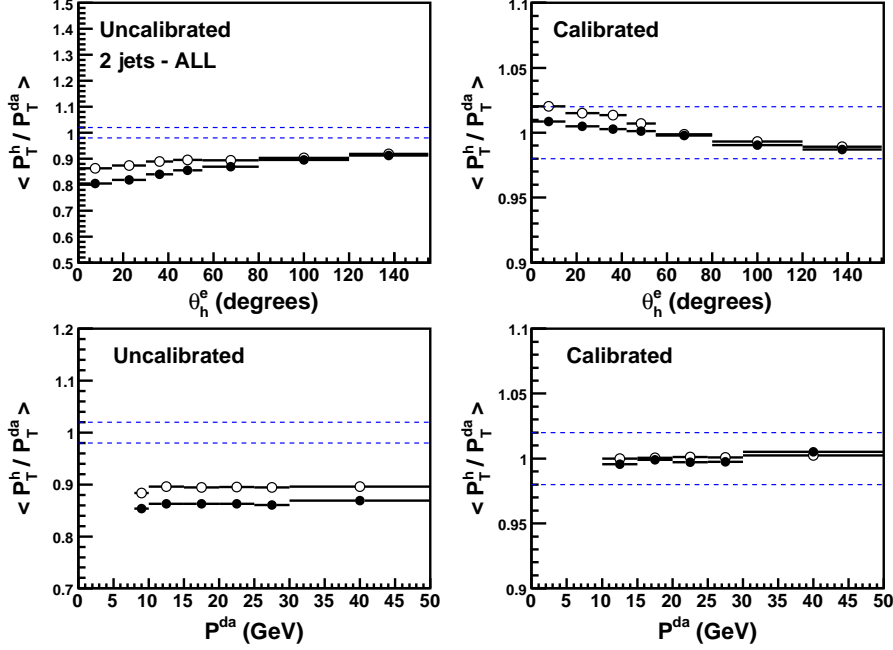 Uncalibrated
2 jets - ALL
< P_T^h / P_T^da >
1.5
1.4
1.3
1.2
1.1
1
0.9
0.8
0.7
0.6
0.5
0 20 40 60 80 100 120 140
θ_h^e (degrees)
Calibrated
< P_T^h / P_T^da >
1.1
1.05
1
0.95
0.9
0 20 40 60 80 100 120 140
θ_h^e (degrees)
Uncalibrated
< P_T^h / P_T^da >
1.2
1.1
1
0.9
0.8
0.7
0 5 10 15 20 25 30 35 40 45 50
P^da (GeV)
Calibrated
< P_T^h / P_T^da >
1.1
1.05
1
0.95
0.9
0 5 10 15 20 25 30 35 40 45 50
P^da (GeV)